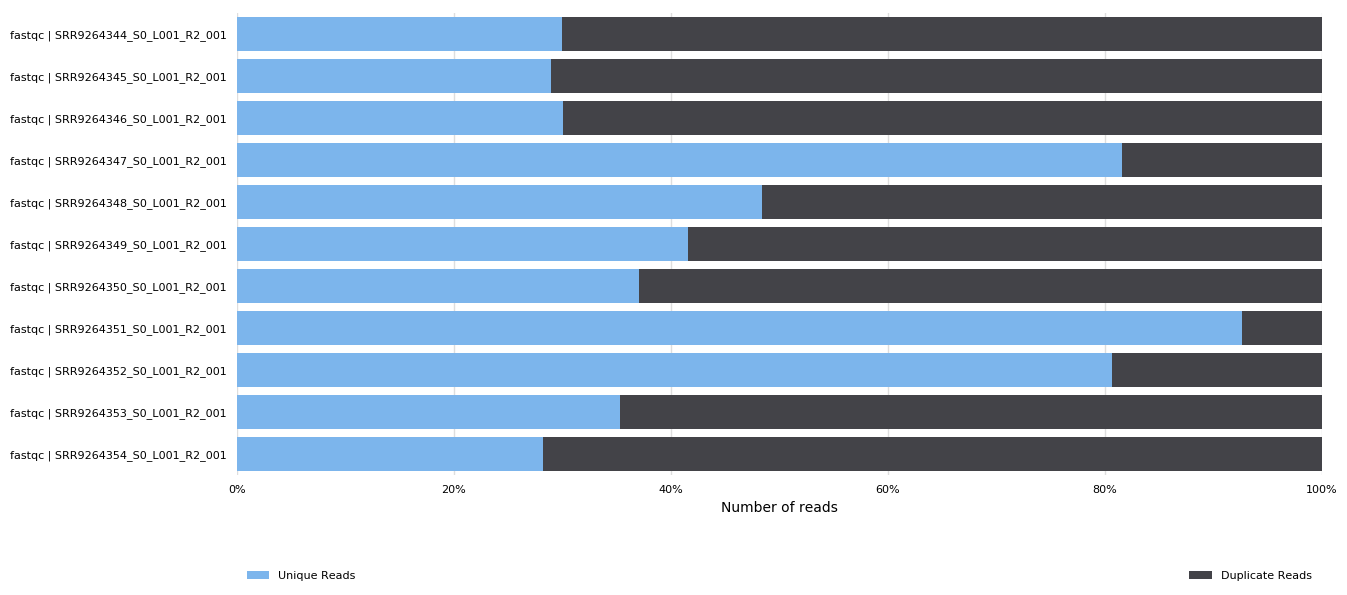 fastqc | SRR9264344_S0_L001_R2_001
fastqc | SRR9264345_S0_L001_R2_001
fastqc | SRR9264346_S0_L001_R2_001
fastqc | SRR9264347_S0_L001_R2_001
fastqc | SRR9264348_S0_L001_R2_001
fastqc | SRR9264349_S0_L001_R2_001
fastqc | SRR9264350_S0_L001_R2_001
fastqc | SRR9264351_S0_L001_R2_001
fastqc | SRR9264352_S0_L001_R2_001
fastqc | SRR9264353_S0_L001_R2_001
fastqc | SRR9264354_S0_L001_R2_001
0% 20% 40% 60% 80% 100%
Number of reads
Unique Reads Duplicate Reads